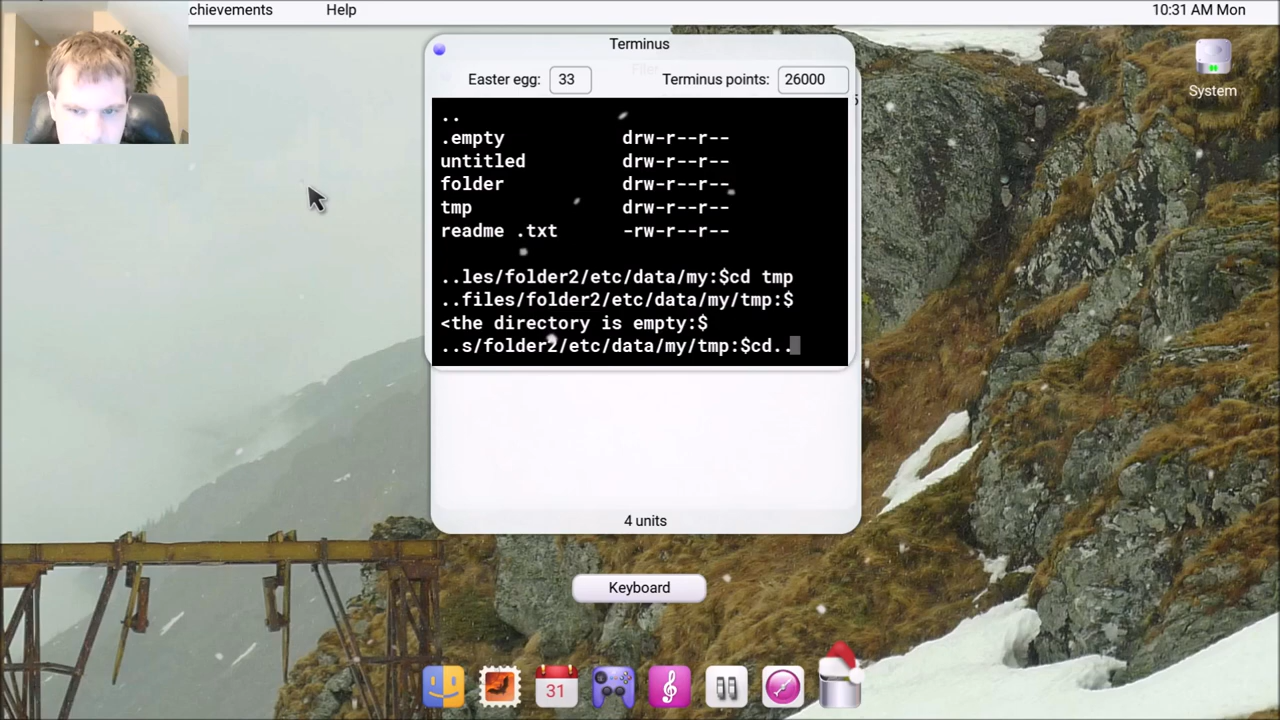 chievements Help 10:31 AM Mon
Terminus
Easter egg: 33 Terminus points: 26000
System
..
.empty drw-r--r--
untitled drw-r--r--
folder drw-r--r--
tmp drw-r--r--
readme .txt -rw-r--r--
..les/folder2/etc/data/my:$cd tmp
..files/folder2/etc/data/my/tmp:$
<the directory is empty:$
..s/folder2/etc/data/my/tmp:$cd..
4 units
Keyboard
31